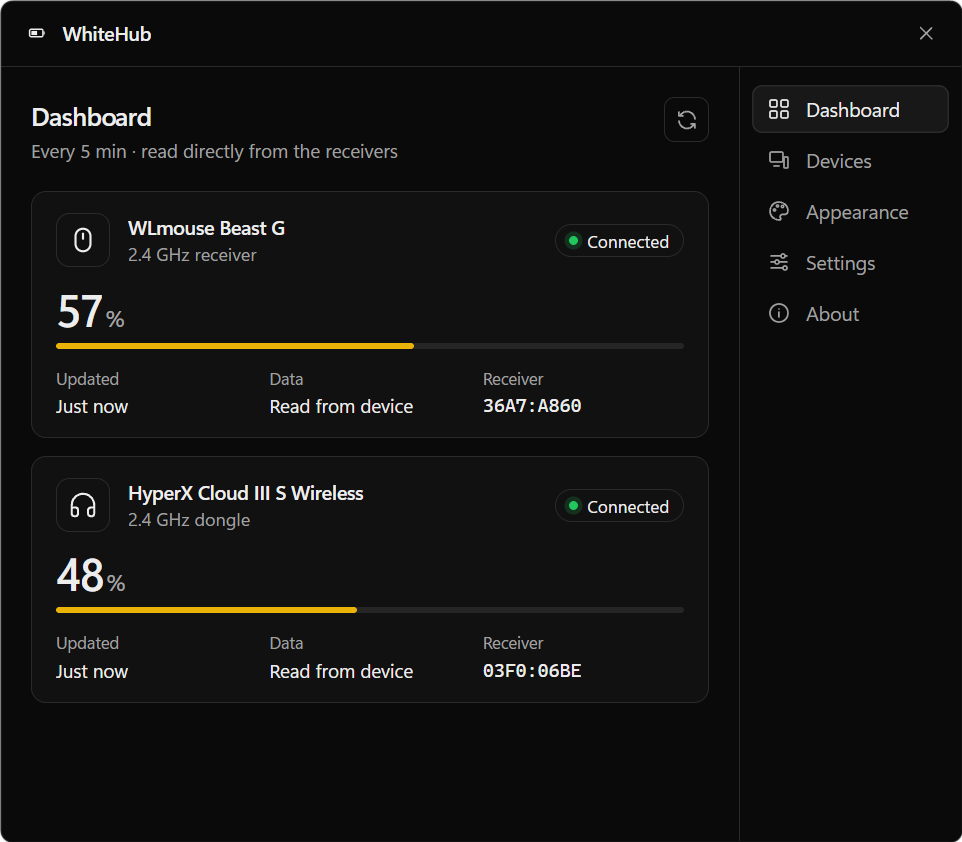 WhiteHub
Dashboard
Every 5 min · read directly from the receivers
WLmouse Beast G
2.4 GHz receiver
Connected
57%
Updated
Data
Receiver
Just now
Read from device
36A7:A860
HyperX Cloud III S Wireless
2.4 GHz dongle
Connected
48%
Updated
Data
Receiver
Just now
Read from device
03F0:06BE
Dashboard
Devices
Appearance
Settings
About